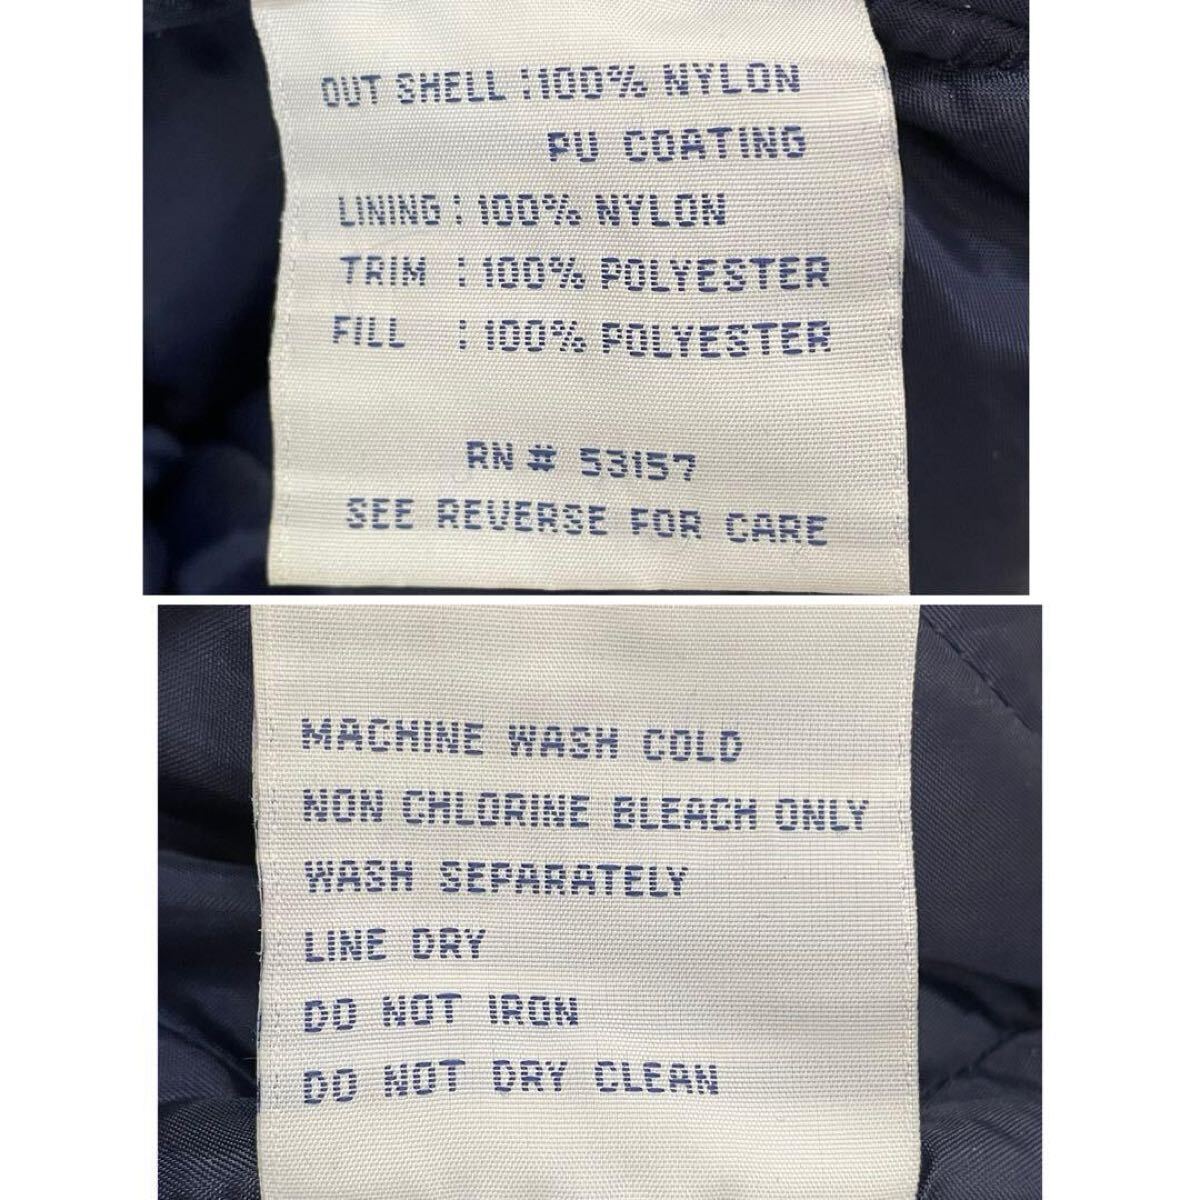 OUT SHELL : 100% NYLON
PU COATING
LINING : 100% NYLON
TRIM : 100% POLYESTER
FILL : 100% POLYESTER
RN # 53157
SEE REVERSE FOR CARE
MACHINE WASH COLD
NON CHLORINE BLEACH ONLY
WASH SEPARATELY
LINE DRY
DO NOT IRON
DO NOT DRY CLEAN